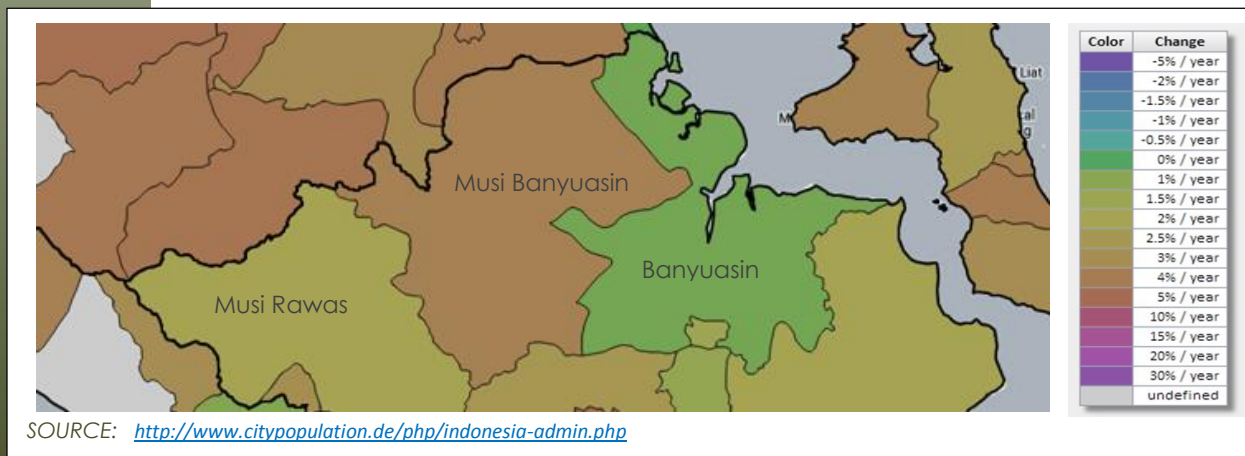 Musi Banyuasin
Banyuasin
Musi Rawas
Liat
Color Change
-5% / year
-2% / year
-1.5% / year
-1% / year
-0.5% / year
0% / year
1% / year
1.5% / year
2% / year
2.5% / year
3% / year
4% / year
5% / year
10% / year
15% / year
20% / year
30% / year
undefined
SOURCE: http://www.citypopulation.de/php/indonesia-admin.php